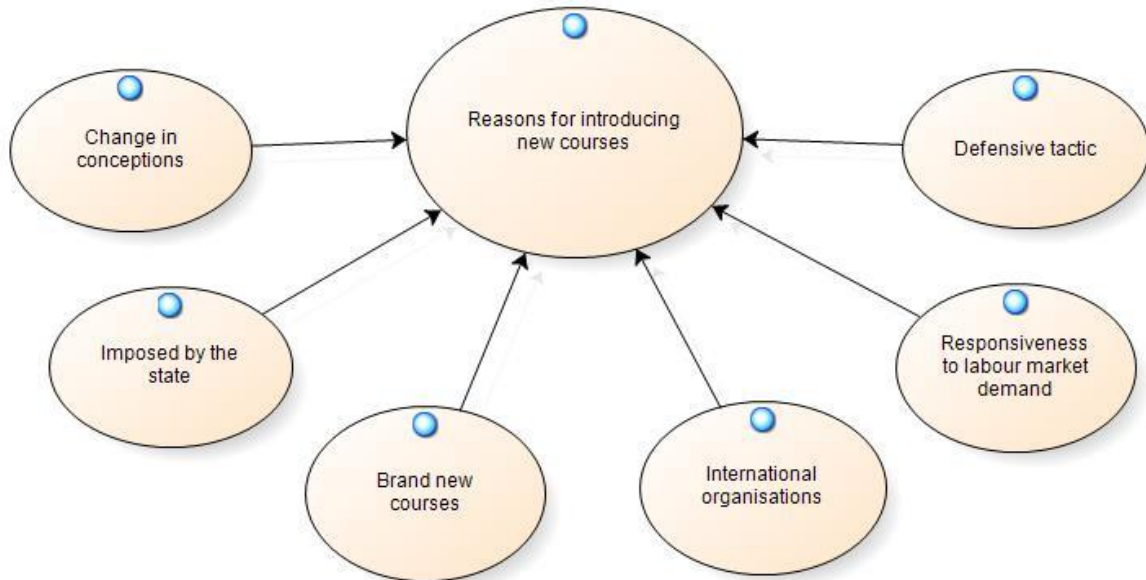 Reasons for introducing
new courses
Change in
conceptions
Defensive tactic
Imposed by the
state
Responsiveness
to labour market
demand
Brand new
courses
International
organisations